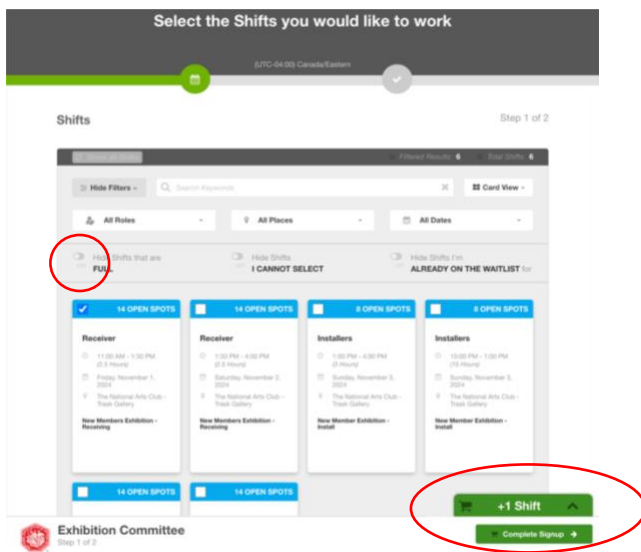 Select the Shifts you would like to work
(UTC-04:00) Canada/Eastern
Shifts
Step 1 of 2
Filtered Results: 6
Total Shifts: 6
Hide Filters
Search Keywords
Card View
All Roles
All Places
All Dates
Hide Shifts that are
FULL
Hide Shifts
I CANNOT SELECT
Hide Shifts I'm
ALREADY ON THE WAITLIST for
14 OPEN SPOTS
Receiver
11:00 AM - 1:30 PM
(2.5 Hours)
Friday, November 1,
2024
The National Arts Club -
Trask Gallery
New Members Exhibition -
Receiving
14 OPEN SPOTS
Receiver
1:30 PM - 4:00 PM
(2.5 Hours)
Saturday, November 2,
2024
The National Arts Club -
Trask Gallery
New Members Exhibition -
Receiving
8 OPEN SPOTS
Installers
1:00 PM - 4:00 PM
(3 Hours)
Sunday, November 3,
2024
The National Arts Club -
Trask Gallery
New Member Exhibition -
Install
8 OPEN SPOTS
Installers
10:00 PM - 1:00 PM
(15 Hours)
Sunday, November 3,
2024
The National Arts Club -
Trask Gallery
New Member Exhibition -
Install
14 OPEN SPOTS
14 OPEN SPOTS
+1 Shift
Exhibition Committee
Step 1 of 2
Complete Signup